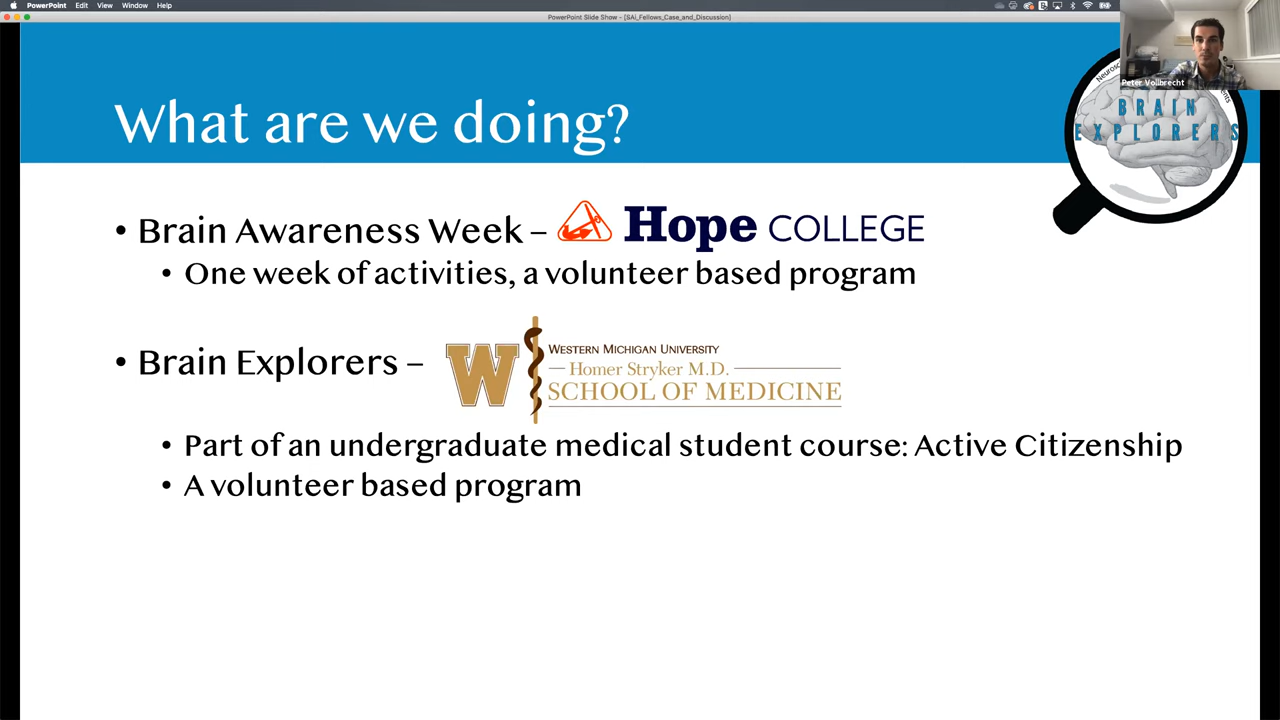 PowerPoint Edit View Window Help
PowerPoint Slide Show - [SAi_Fellows_Case_and_Discussion]
Peter Vollbrecht
What are we doing?
BRAIN
EXPLORERS
• Brain Awareness Week – Hope COLLEGE
• One week of activities, a volunteer based program
• Brain Explorers –
W
WESTERN MICHIGAN UNIVERSITY
Homer Stryker M.D.
SCHOOL OF MEDICINE
• Part of an undergraduate medical student course: Active Citizenship
• A volunteer based program